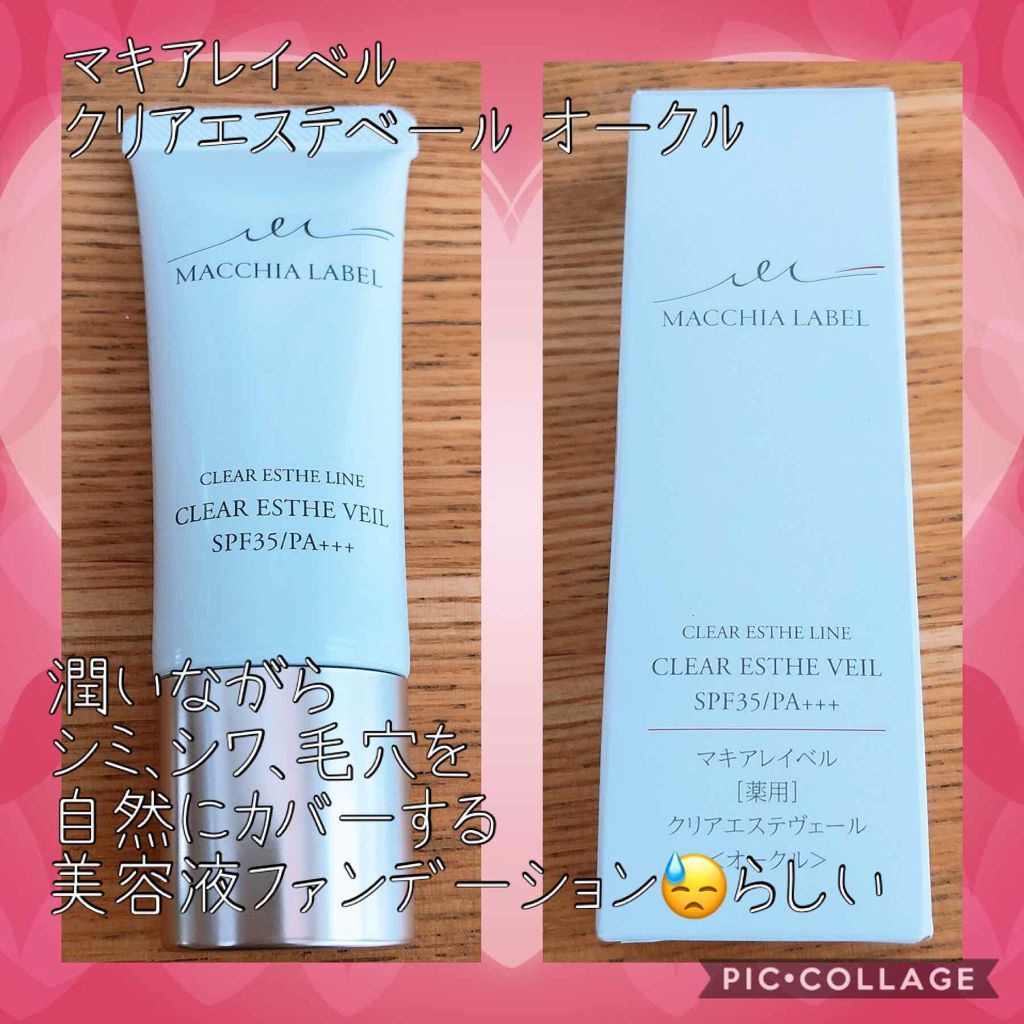 マキアレイベル
クリアエステベール オークル
MACCHIA LABEL
CLEAR ESTHE LINE
CLEAR ESTHE VEIL
SPF35/PA+++
MACCHIA LABEL
CLEAR ESTHE LINE
CLEAR ESTHE VEIL
SPF35/PA+++
マキアレイベル
[薬用]
クリアエステヴェール
<オークル>
潤いながら
シミ、シワ、毛穴を
自然にカバーする
美容液ファンデーション😓らしい
PIC•COLLAGE